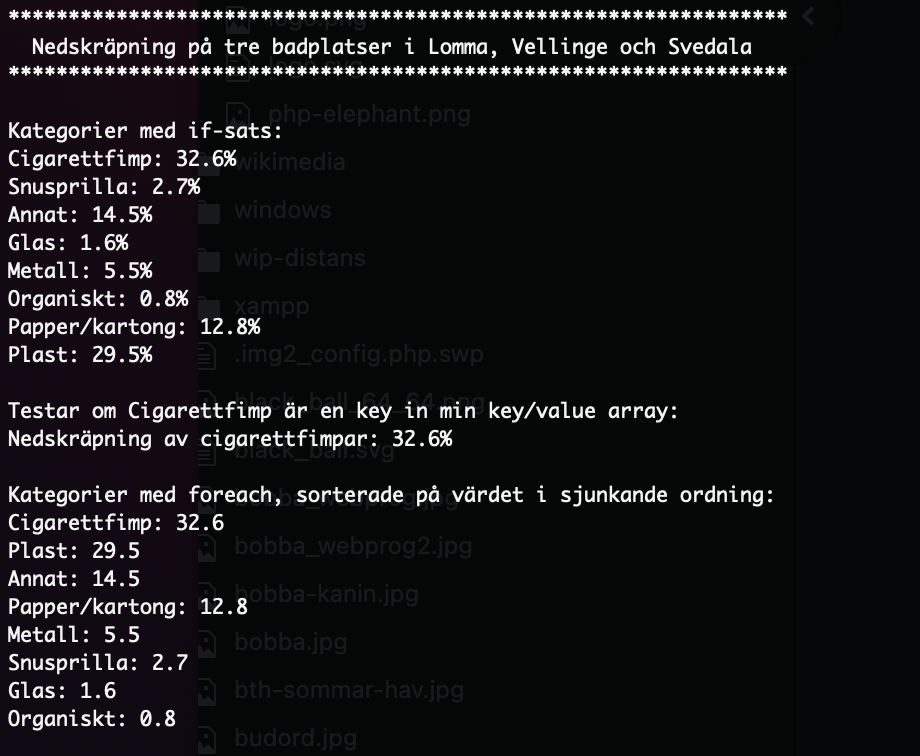 *****************************************************************
Nedskräpning på tre badplatser i Lomma, Vellinge och Svedala
*****************************************************************
Kategorier med if-sats:
Cigarettfimp: 32.6%
Snusprilla: 2.7%
Annat: 14.5%
Glas: 1.6%
Metall: 5.5%
Organiskt: 0.8%
Papper/kartong: 12.8%
Plast: 29.5%
Testar om Cigarettfimp är en key in min key/value array:
Nedskräpning av cigarettfimpar: 32.6%
Kategorier med foreach, sorterade på värdet i sjunkande ordning:
Cigarettfimp: 32.6
Plast: 29.5
Annat: 14.5
Papper/kartong: 12.8
Metall: 5.5
Snusprilla: 2.7
Glas: 1.6
Organiskt: 0.8
logo.png
logo.svg
php-elephant.png
wikimedia
windows
wip-distans
xampp
.img2_config.php.swp
black_ball_64_64.png
black_ball.svg
bobba_webprog.jpg
bobba_webprog2.jpg
bobba-kanin.jpg
bobba.jpg
bth-sommar-hav.jpg
budord.jpg